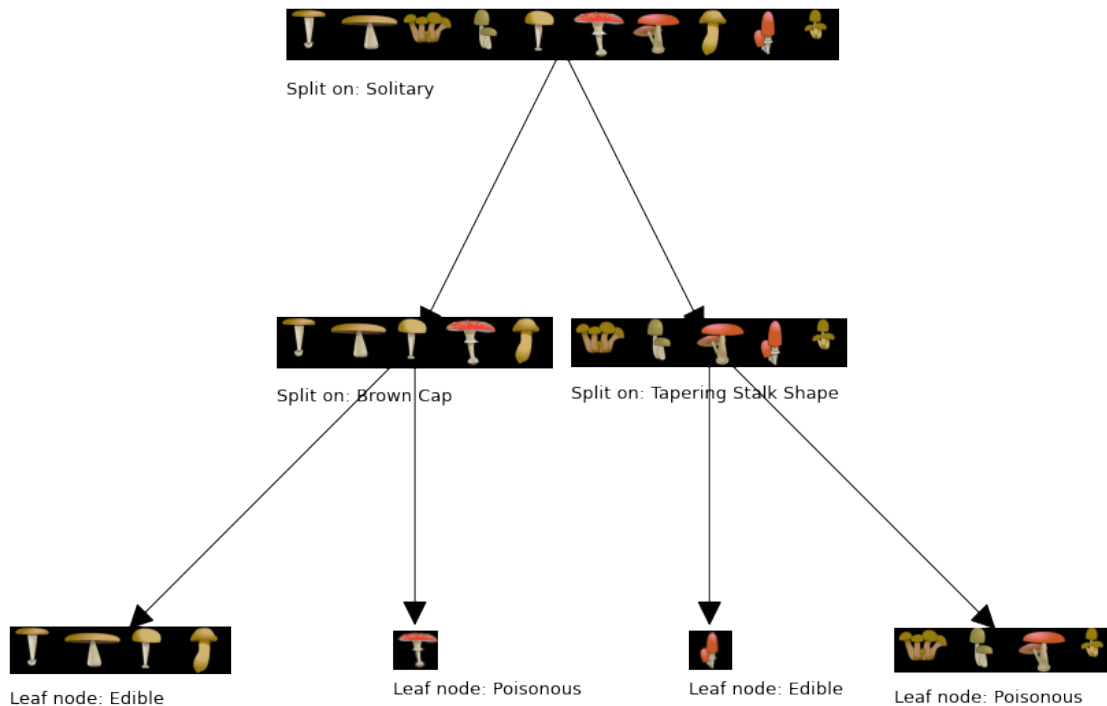 Split on: Solitary
Split on: Brown Cap
Split on: Tapering Stalk Shape
Leaf node: Edible
Leaf node: Poisonous
Leaf node: Edible
Leaf node: Poisonous